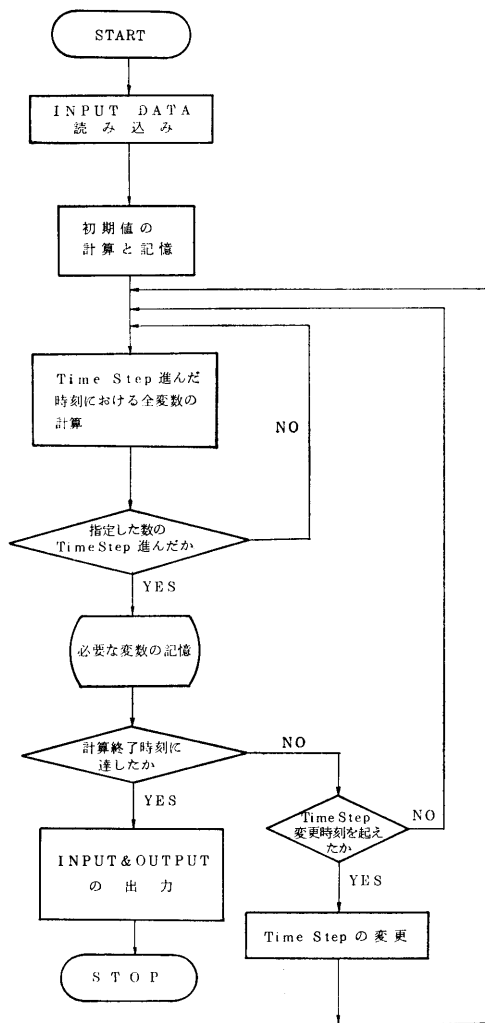 START
INPUT DATA
読み込み
初期値の
計算と記憶
Time Step 進んだ
時刻における全変数の
計算
NO
指定した数の
TimeStep 進んだか
YES
必要な変数の記憶
計算終了時刻に
達したか
NO
YES
TimeStep
変更時刻を起え
たか
NO
YES
INPUT&OUTPUT
の出力
Time Step の変更
STOP